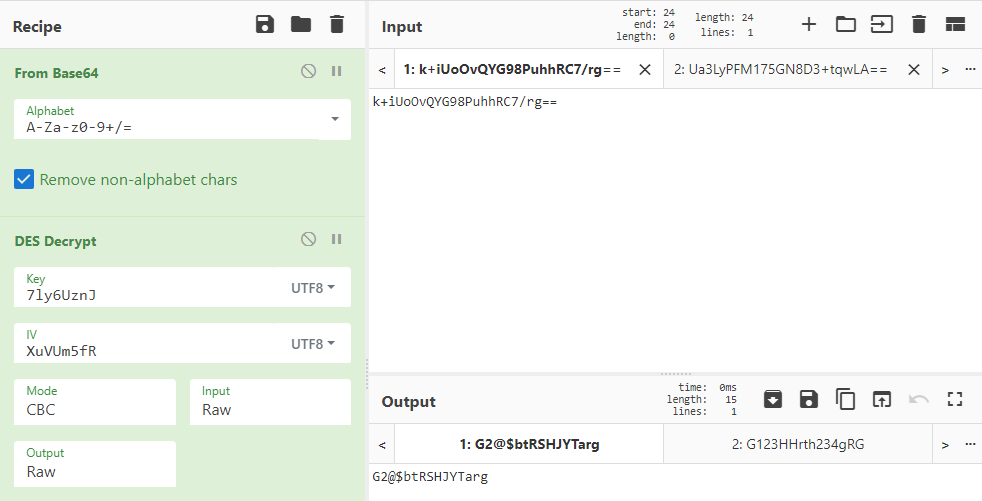 Recipe
From Base64
Alphabet
A-Za-z0-9+/=
Remove non-alphabet chars
DES Decrypt
Key
7ly6UznJ
UTF8
IV
XuVUm5fR
UTF8
Mode
CBC
Input
Raw
Output
Raw
Input
start: 24
end: 24
length: 0
length: 24
lines: 1
< 1: k+iUoOvQYG98PuhhRC7/rg== 2: Ua3LyPFM175GN8D3+tqwLA== > ...
k+iUoOvQYG98PuhhRC7/rg==
Output
time: 0ms
length: 15
lines: 1
< 1: G2@$btRSHJYTarg 2: G123HHrth234gRG > ...
G2@$btRSHJYTarg